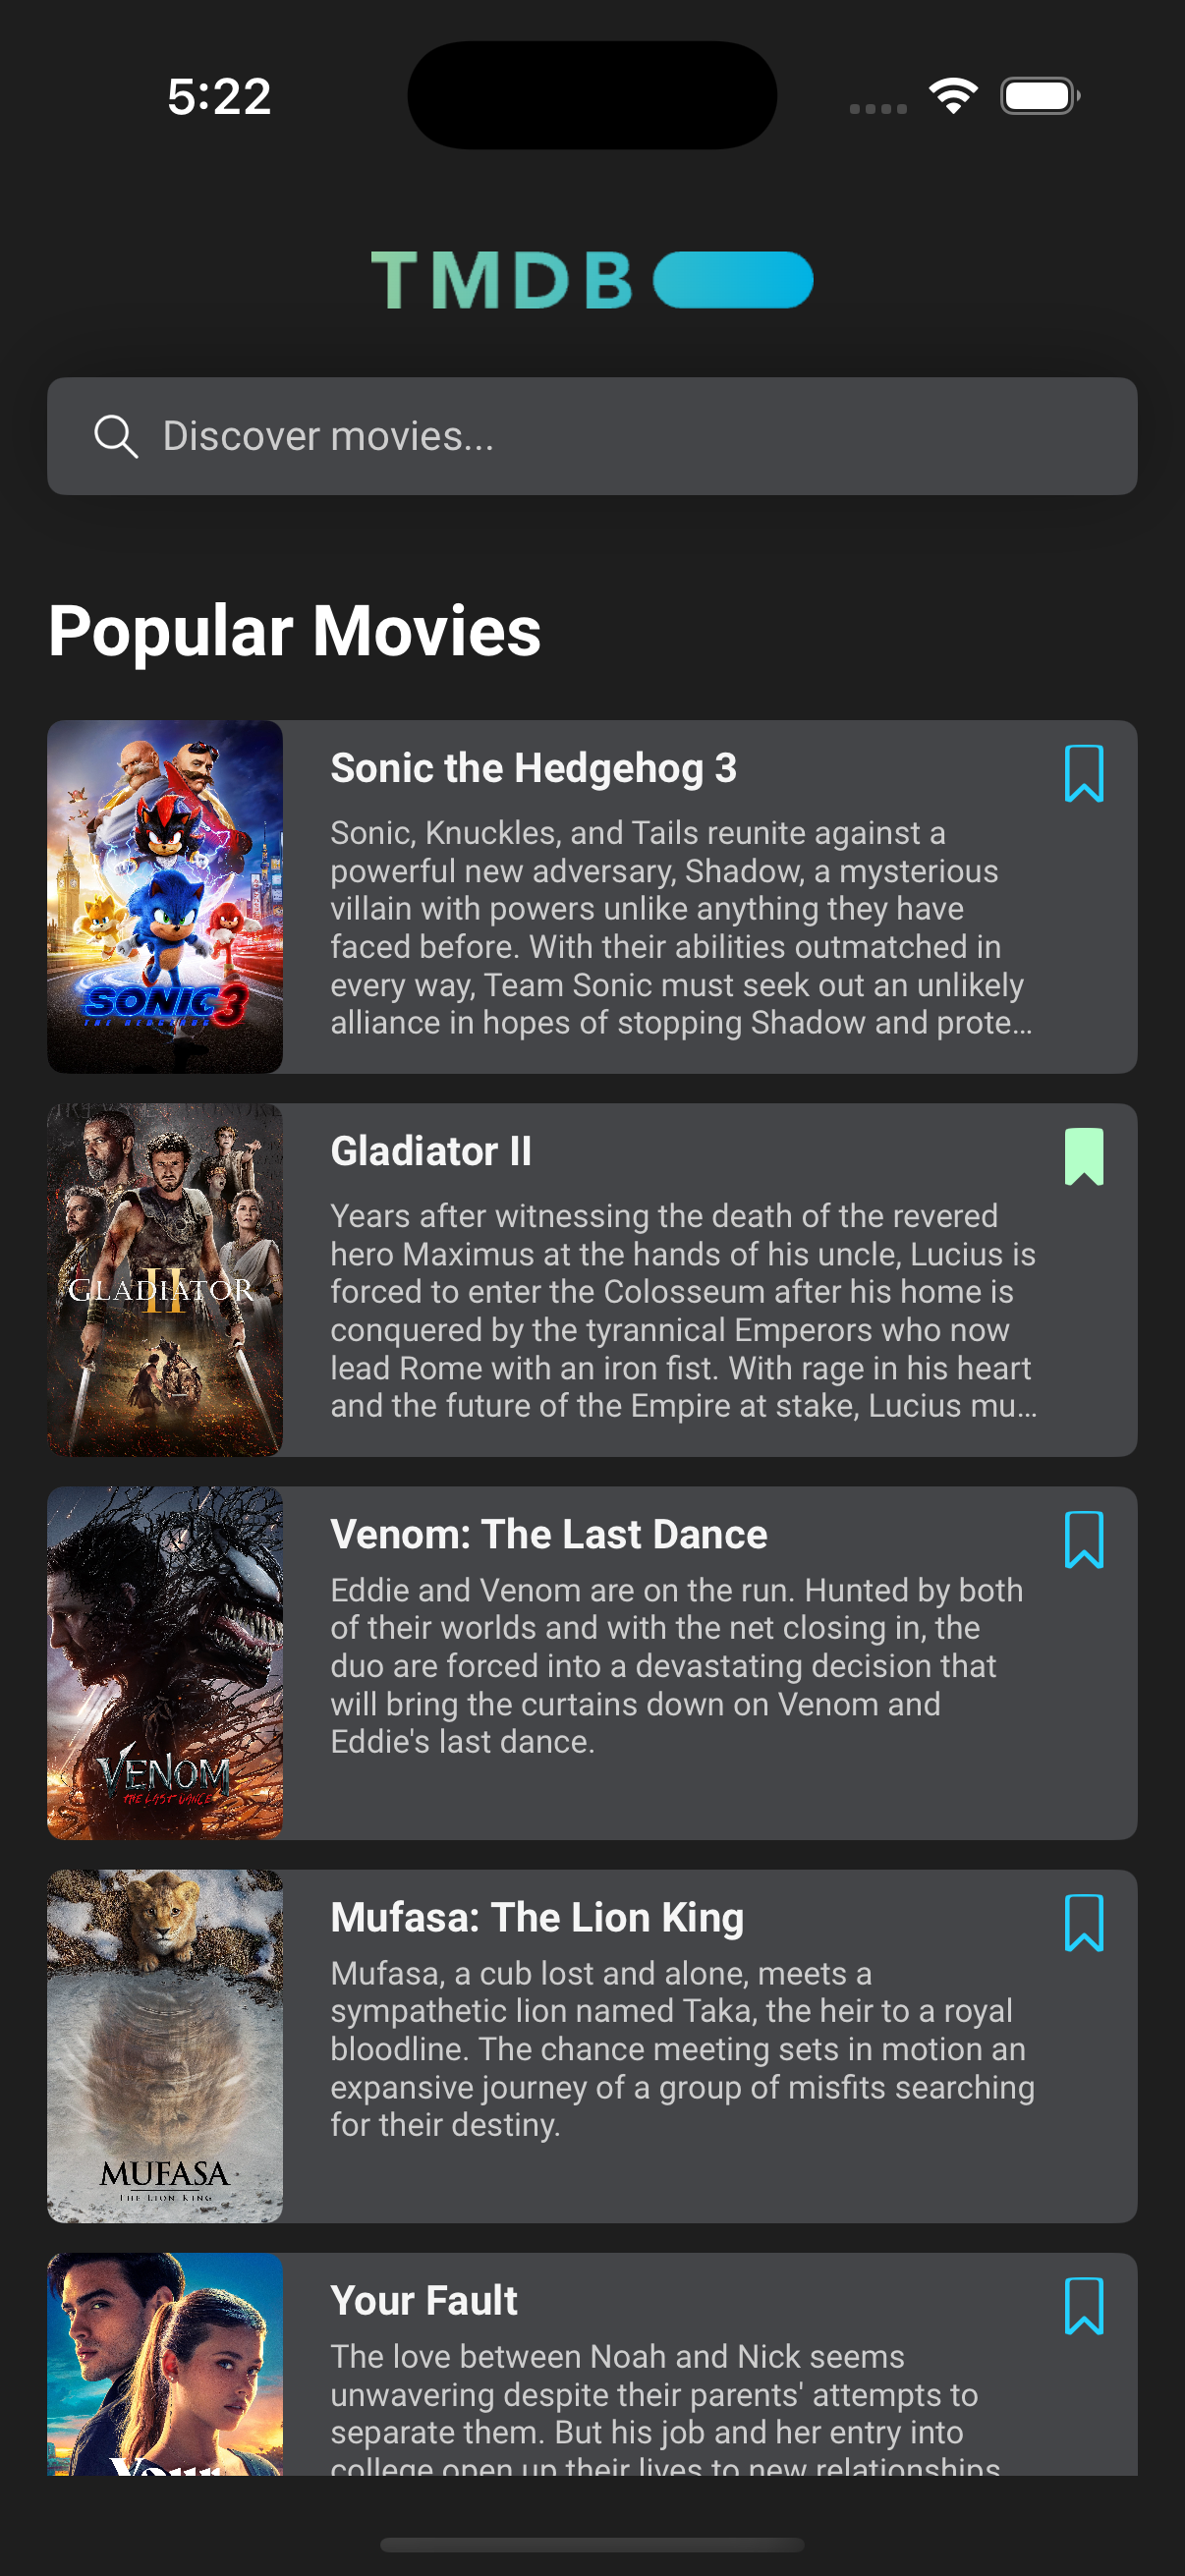 5:22
TMDB
Discover movies...
Popular Movies
SONIC 3
THE HEDGEHOG
Sonic the Hedgehog 3
Sonic, Knuckles, and Tails reunite against a
powerful new adversary, Shadow, a mysterious
villain with powers unlike anything they have
faced before. With their abilities outmatched in
every way, Team Sonic must seek out an unlikely
alliance in hopes of stopping Shadow and prote...
GLADIATOR
II
Gladiator II
Years after witnessing the death of the revered
hero Maximus at the hands of his uncle, Lucius is
forced to enter the Colosseum after his home is
conquered by the tyrannical Emperors who now
lead Rome with an iron fist. With rage in his heart
and the future of the Empire at stake, Lucius mu...
VENOM
THE LAST DANCE
Venom: The Last Dance
Eddie and Venom are on the run. Hunted by both
of their worlds and with the net closing in, the
duo are forced into a devastating decision that
will bring the curtains down on Venom and
Eddie's last dance.
MUFASA
THE LION KING
Mufasa: The Lion King
Mufasa, a cub lost and alone, meets a
sympathetic lion named Taka, the heir to a royal
bloodline. The chance meeting sets in motion an
expansive journey of a group of misfits searching
for their destiny.
Your
Your Fault
The love between Noah and Nick seems
unwavering despite their parents' attempts to
separate them. But his job and her entry into
college open up their lives to new relationships